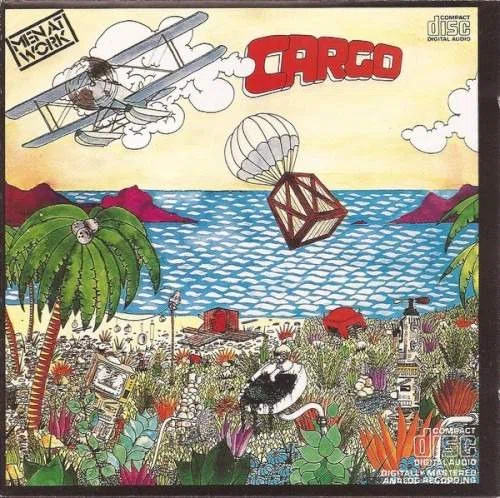 MEN AT
WORK
CARGO
COMPACT
disc
DIGITAL AUDIO
COMPACT
disc
DIGITAL AUDIO
DIGITALLY MASTERED
ANALOG RECORDING